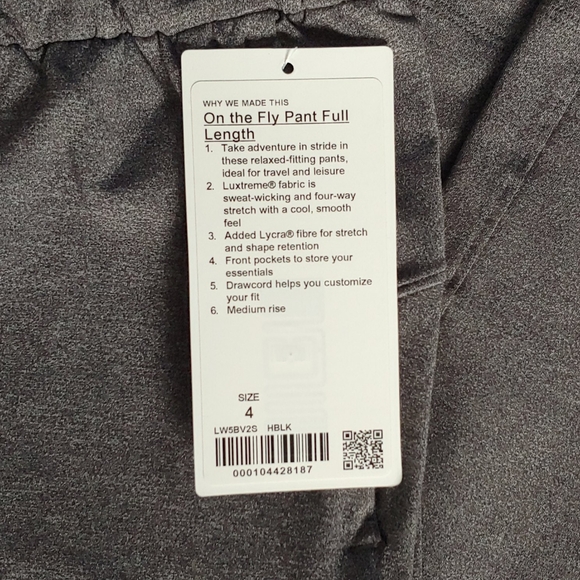 WHY WE MADE THIS
On the Fly Pant Full
Length
1. Take adventure in stride in
these relaxed-fitting pants,
ideal for travel and leisure
2. Luxtreme® fabric is
sweat-wicking and four-way
stretch with a cool, smooth
feel
3. Added Lycra® fibre for stretch
and shape retention
4. Front pockets to store your
essentials
5. Drawcord helps you customize
your fit
6. Medium rise
SIZE
4
LW5BV2S HBLK
000104428187